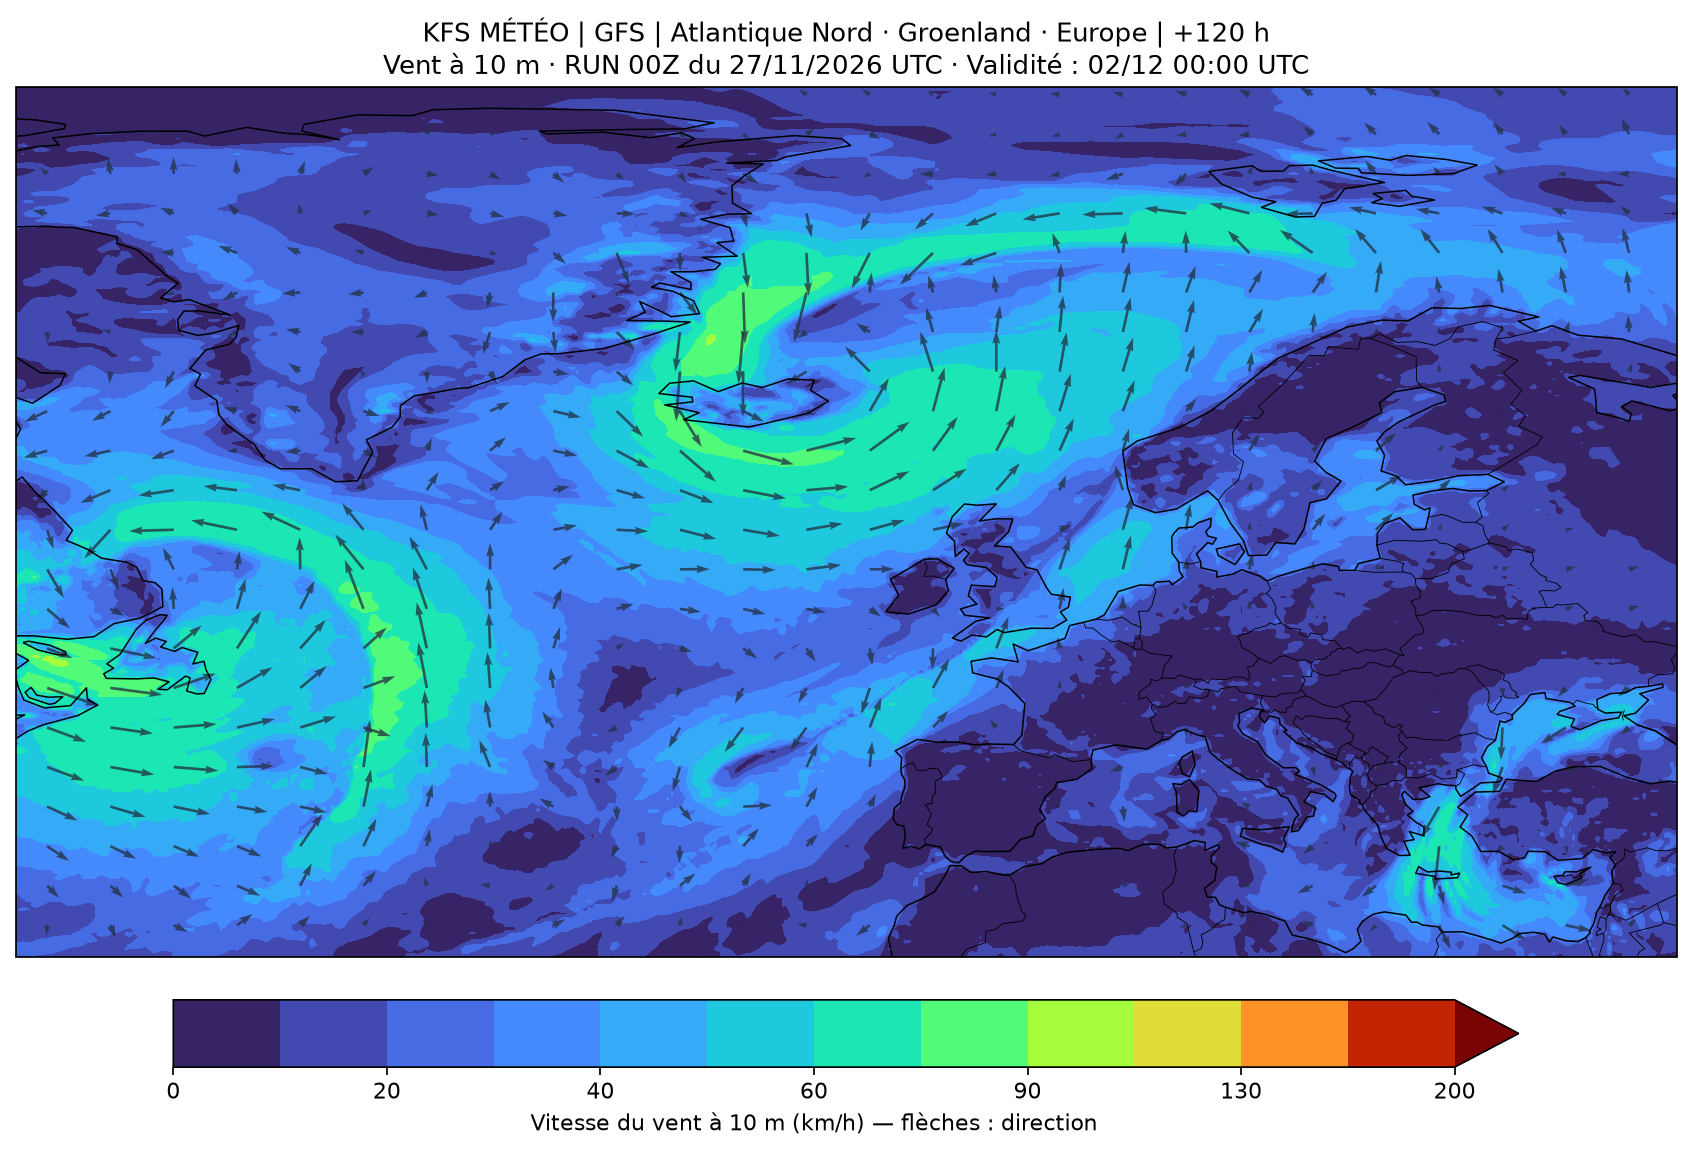 KFS MÉTÉO | GFS | Atlantique Nord · Groenland · Europe | +120 h
Vent à 10 m · RUN 00Z du 27/11/2026 UTC · Validité : 02/12 00:00 UTC
0 20 40 60 90 130 200
Vitesse du vent à 10 m (km/h) — flèches : direction